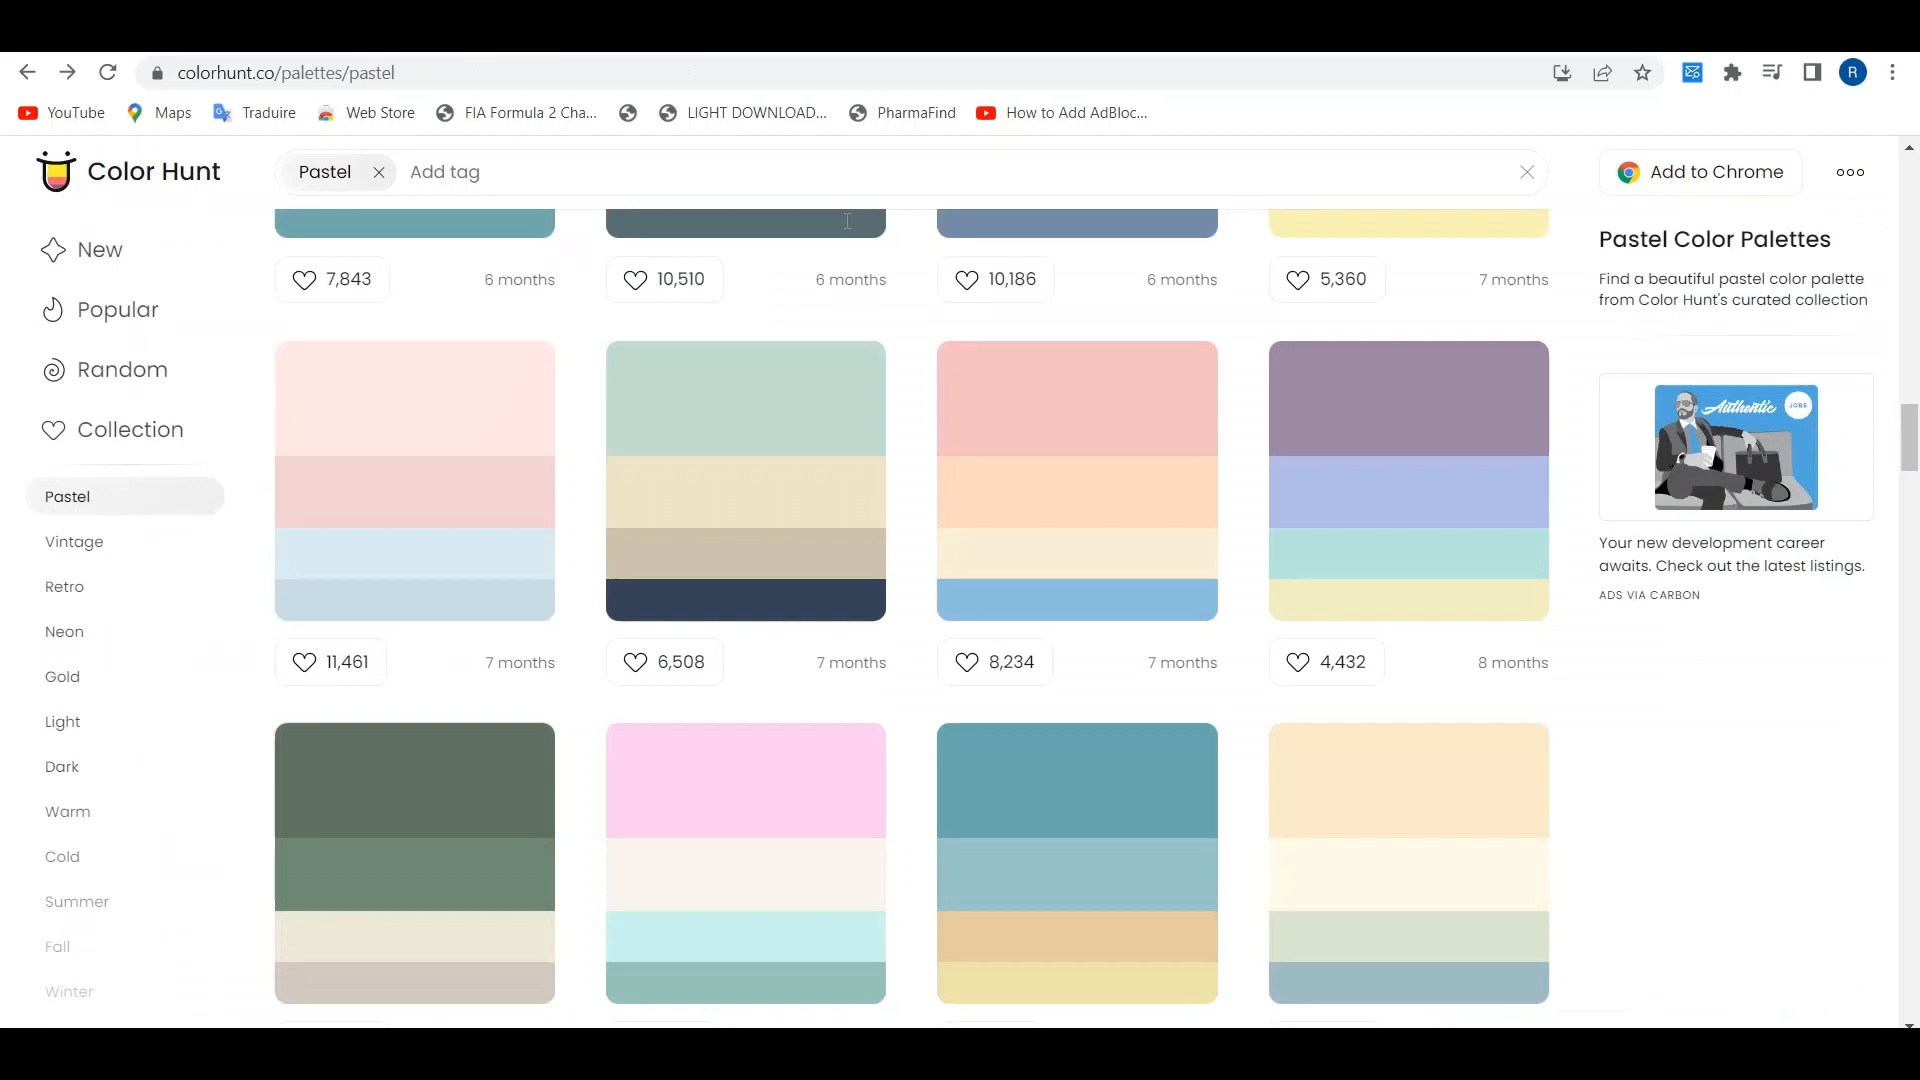 colorhunt.co/palettes/pastel
R
YouTube Maps Traduire Web Store FIA Formula 2 Cha... LIGHT DOWNLOAD... PharmaFind How to Add AdBloc...
Color Hunt
Pastel Add tag
Add to Chrome
New
Popular
Random
Collection
Pastel
Vintage
Retro
Neon
Gold
Light
Dark
Warm
Cold
Summer
Fall
Winter
7,843 6 months 10,510 6 months 10,186 6 months 5,360 7 months
11,461 7 months 6,508 7 months 8,234 7 months 4,432 8 months
Pastel Color Palettes
Find a beautiful pastel color palette
from Color Hunt's curated collection
Authentic JOBS
Your new development career
awaits. Check out the latest listings.
ADS VIA CARBON